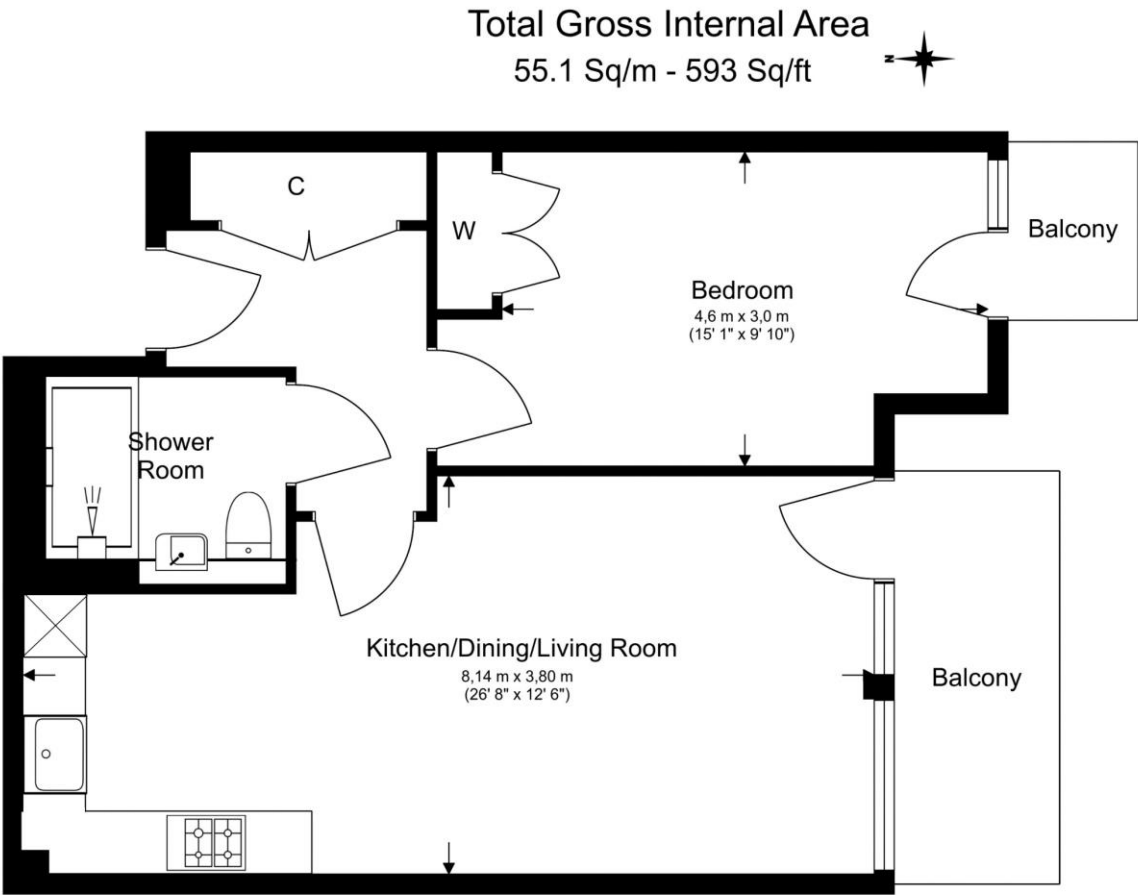 Total Gross Internal Area
55.1 Sq/m - 593 Sq/ft
N
C
W
Balcony
Bedroom
4,6 m x 3,0 m
(15' 1" x 9' 10")
Shower
Room
Kitchen/Dining/Living Room
8,14 m x 3,80 m
(26' 8" x 12' 6")
Balcony